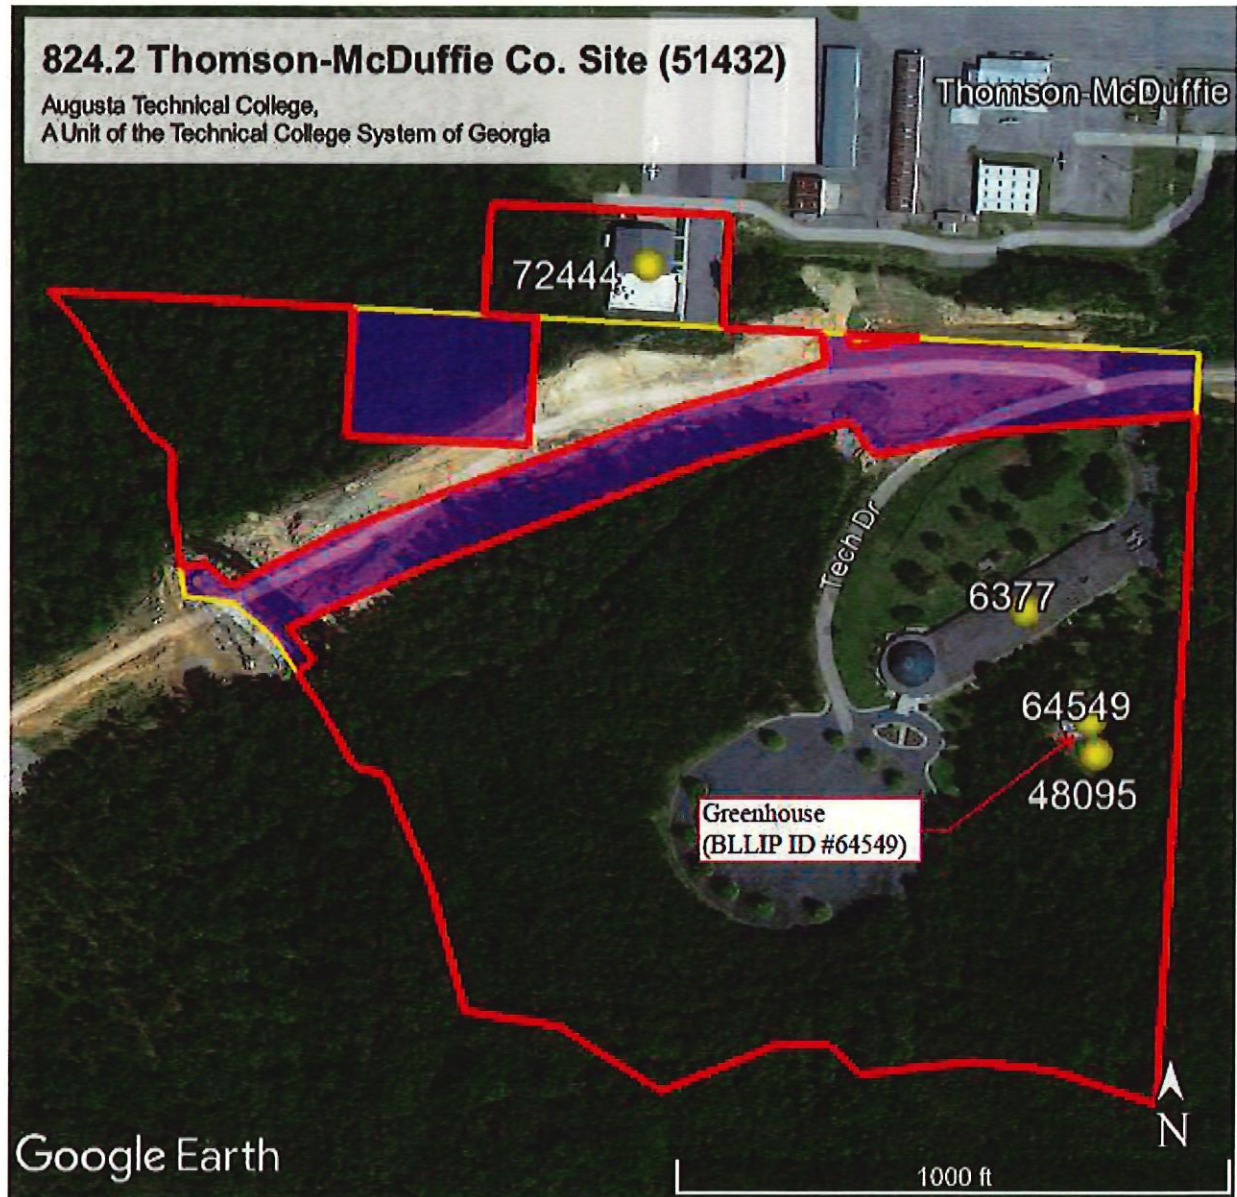 824.2 Thomson-McDuffie Co. Site (51432)
Augusta Technical College,
A Unit of the Technical College System of Georgia
Thomson-McDuffie
72444
Tech Dr
6377
64549
48095
Greenhouse
(BLLIP ID #64549)
N
Google Earth
1000 ft